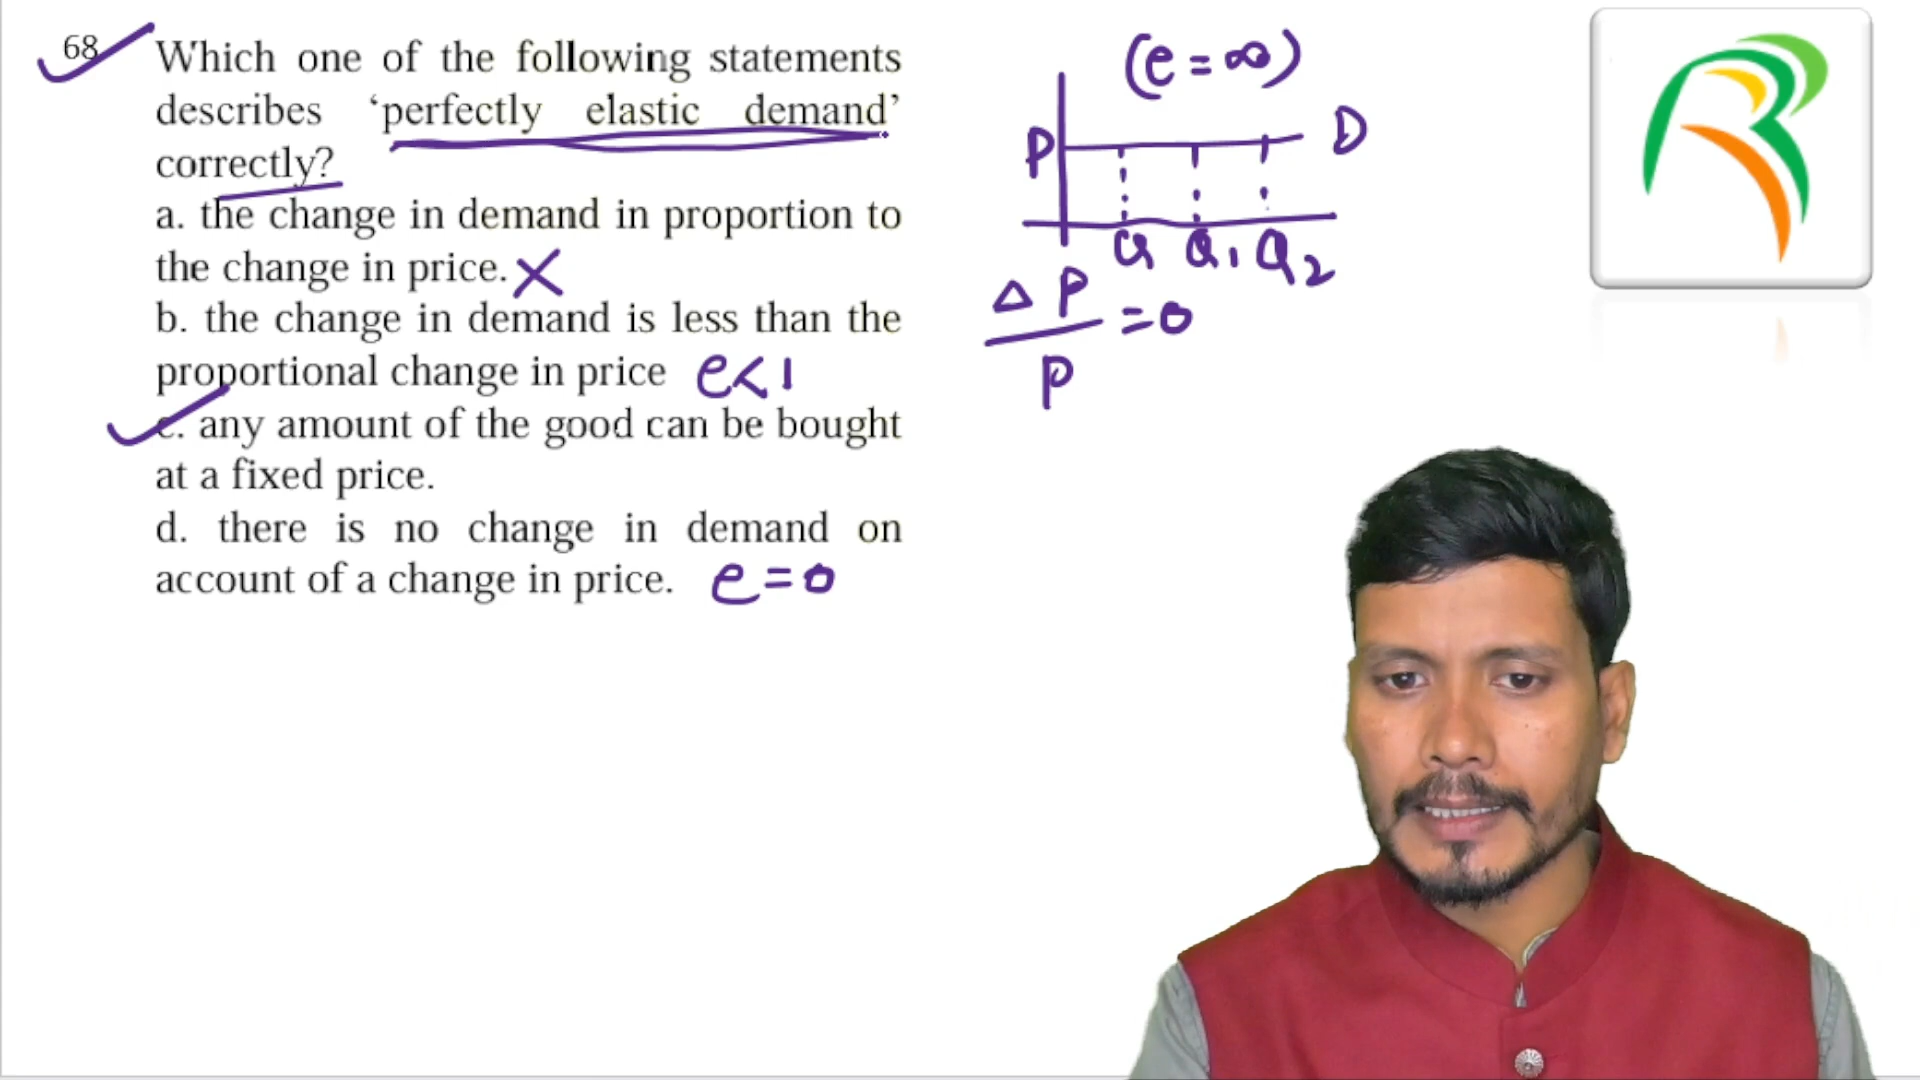 68
Which one of the following statements
describes ‘perfectly elastic demand’
correctly?
a. the change in demand in proportion to
the change in price. X
b. the change in demand is less than the
proportional change in price e<1
c. any amount of the good can be bought
at a fixed price.
d. there is no change in demand on
account of a change in price. e=0
(e=∞)
P D
Q Q1 Q2
ΔP
=0
P